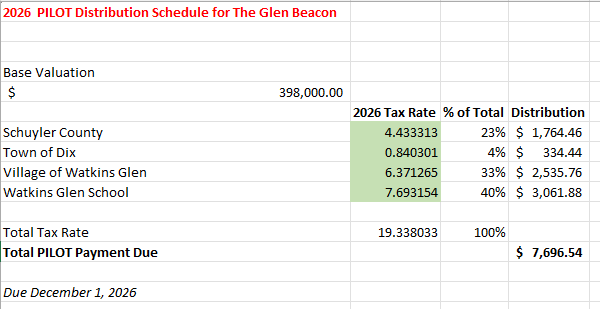 2026 PILOT Distribution Schedule for The Glen Beacon
Base Valuation
$ 398,000.00
2026 Tax Rate % of Total Distribution
Schuyler County 4.433313 23% $ 1,764.46
Town of Dix 0.840301 4% $ 334.44
Village of Watkins Glen 6.371265 33% $ 2,535.76
Watkins Glen School 7.693154 40% $ 3,061.88
Total Tax Rate 19.338033 100%
Total PILOT Payment Due $ 7,696.54
Due December 1, 2026